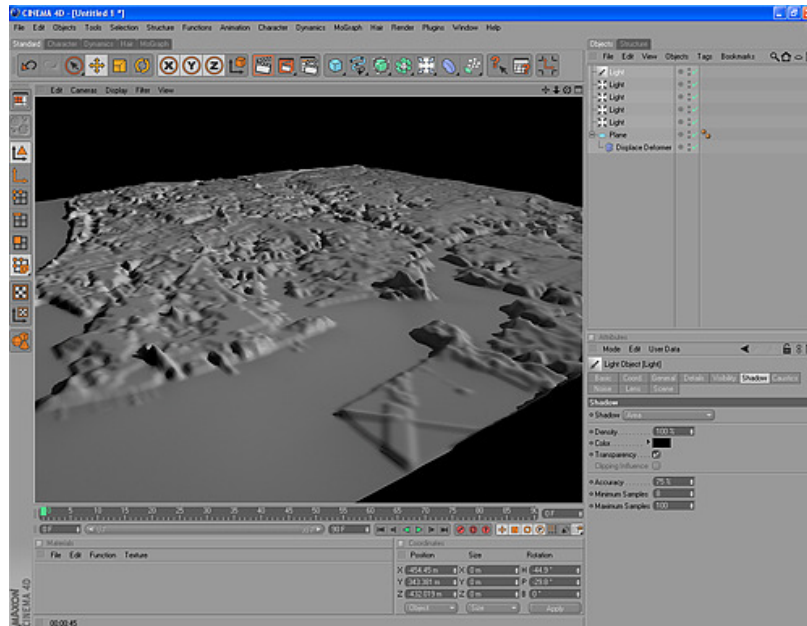 CINEMA 4D - [Untitled 1 *]
File Edit Objects Tools Selection Structure Functions Animation Character Dynamics MoGraph Hair Render Plugins Window Help
Standard Character Dynamics Hair MoGraph
Objects Structure
File Edit View Objects Tags Bookmarks
Edit Cameras Display Filter View
Light
Light
Light
Light
Light
Plane
Displace Deformer
X Y Z
Attributes
Mode Edit User Data
Light Object [Light]
Basic Coord. General Details Visibility Shadow Caustics
Noise Lens Scene
Shadow
Shadow Area
Density 100 %
Color
Transparency
Clipping Influence
Accuracy 75 %
Minimum Samples 8
Maximum Samples 100
0 5 10 15 20 25 30 35 40 45 50 55 60 65 70 75 80 85 90 0 F
0 F 90 F
Materials
File Edit Function Texture
Coordinates
Position Size Rotation
X -454.45 m X 0 m H -44.9 °
Y 343.381 m Y 0 m P -29.8 °
Z -432.819 m Z 0 m B 0 °
Object Size Apply
MAXON
CINEMA 4D
00:00:45